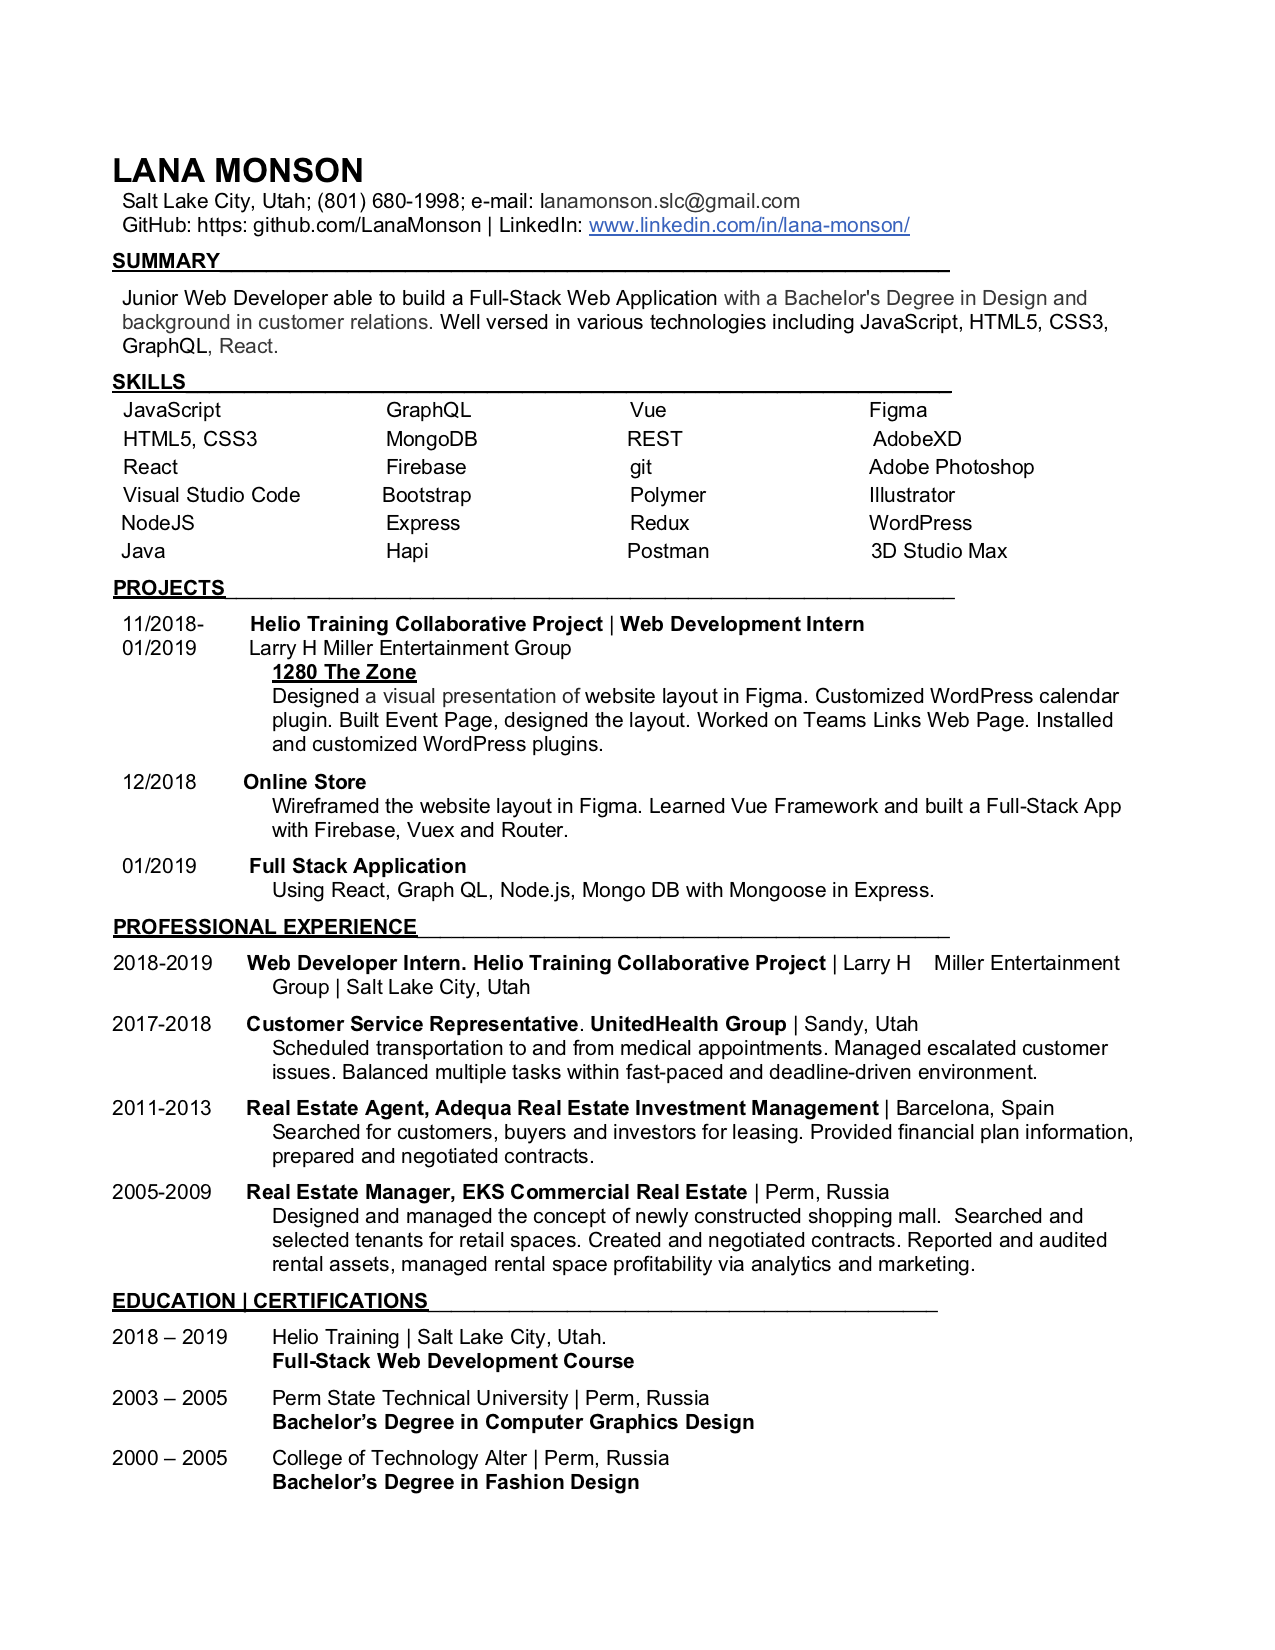 LANA MONSON
Salt Lake City, Utah; (801) 680-1998; e-mail: lanamonson.slc@gmail.com
GitHub: https: github.com/LanaMonson | LinkedIn: www.linkedin.com/in/lana-monson/
SUMMARY
Junior Web Developer able to build a Full-Stack Web Application with a Bachelor's Degree in Design and
background in customer relations. Well versed in various technologies including JavaScript, HTML5, CSS3,
GraphQL, React.
SKILLS
JavaScript GraphQL Vue Figma
HTML5, CSS3 MongoDB REST AdobeXD
React Firebase git Adobe Photoshop
Visual Studio Code Bootstrap Polymer Illustrator
NodeJS Express Redux WordPress
Java Hapi Postman 3D Studio Max
PROJECTS
11/2018- Helio Training Collaborative Project | Web Development Intern
01/2019 Larry H Miller Entertainment Group
1280 The Zone
Designed a visual presentation of website layout in Figma. Customized WordPress calendar
plugin. Built Event Page, designed the layout. Worked on Teams Links Web Page. Installed
and customized WordPress plugins.
12/2018 Online Store
Wireframed the website layout in Figma. Learned Vue Framework and built a Full-Stack App
with Firebase, Vuex and Router.
01/2019 Full Stack Application
Using React, Graph QL, Node.js, Mongo DB with Mongoose in Express.
PROFESSIONAL EXPERIENCE
2018-2019 Web Developer Intern. Helio Training Collaborative Project | Larry H Miller Entertainment
Group | Salt Lake City, Utah
2017-2018 Customer Service Representative. UnitedHealth Group | Sandy, Utah
Scheduled transportation to and from medical appointments. Managed escalated customer
issues. Balanced multiple tasks within fast-paced and deadline-driven environment.
2011-2013 Real Estate Agent, Adequa Real Estate Investment Management | Barcelona, Spain
Searched for customers, buyers and investors for leasing. Provided financial plan information,
prepared and negotiated contracts.
2005-2009 Real Estate Manager, EKS Commercial Real Estate | Perm, Russia
Designed and managed the concept of newly constructed shopping mall. Searched and
selected tenants for retail spaces. Created and negotiated contracts. Reported and audited
rental assets, managed rental space profitability via analytics and marketing.
EDUCATION | CERTIFICATIONS
2018 – 2019 Helio Training | Salt Lake City, Utah.
Full-Stack Web Development Course
2003 – 2005 Perm State Technical University | Perm, Russia
Bachelor’s Degree in Computer Graphics Design
2000 – 2005 College of Technology Alter | Perm, Russia
Bachelor’s Degree in Fashion Design